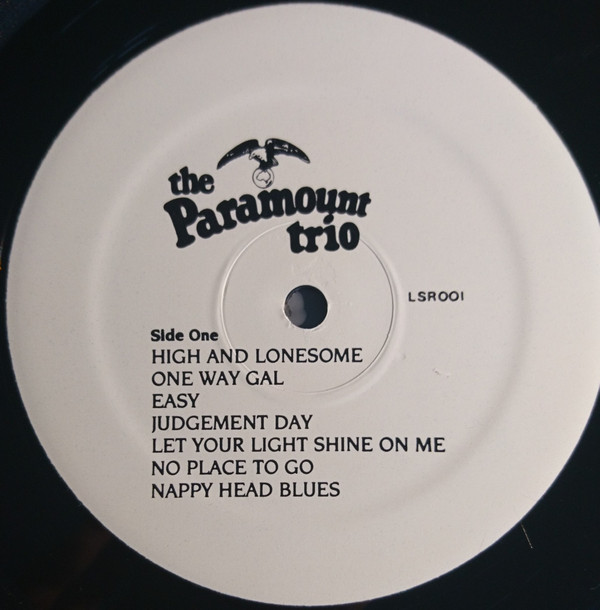 the
Paramount
trio
LSR001
Side One
HIGH AND LONESOME
ONE WAY GAL
EASY
JUDGEMENT DAY
LET YOUR LIGHT SHINE ON ME
NO PLACE TO GO
NAPPY HEAD BLUES